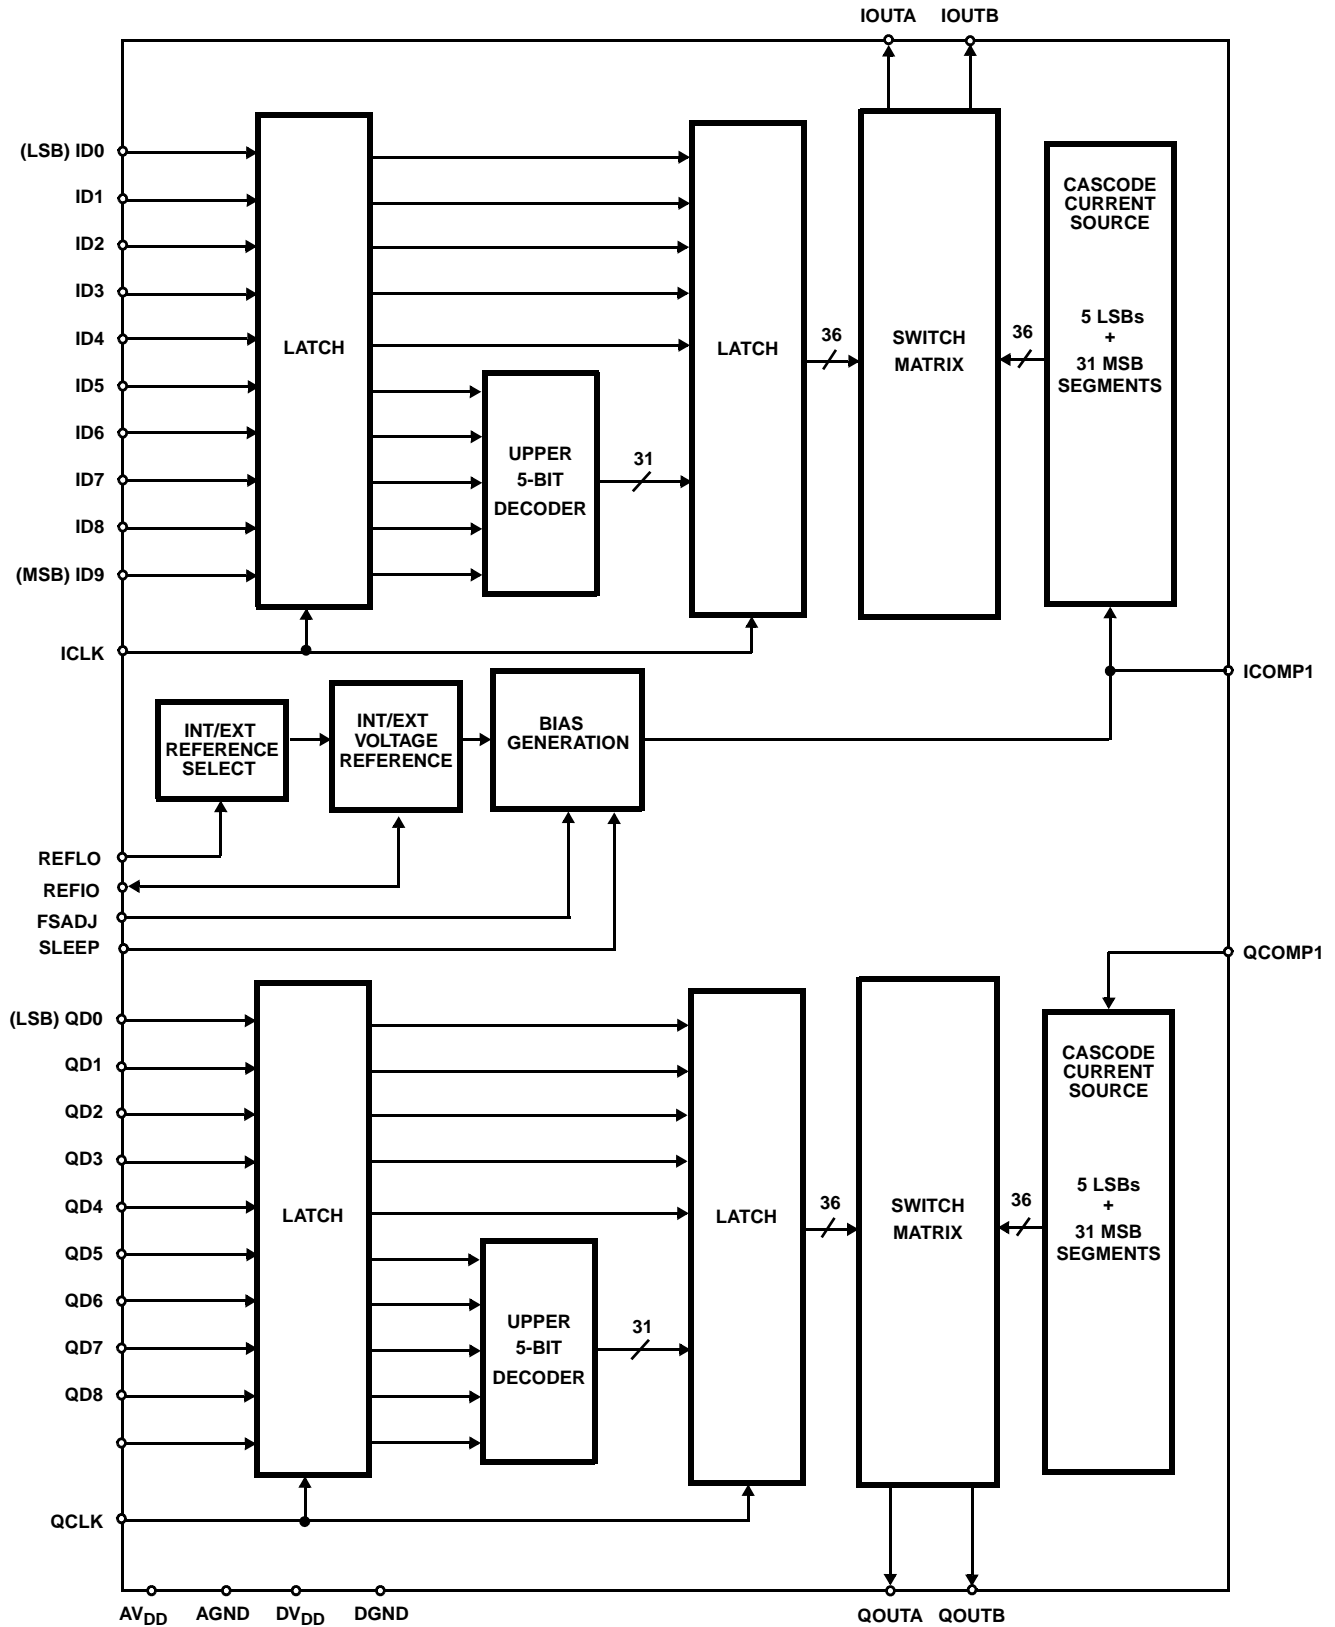 IOUTA IOUTB
(LSB) ID0
ID1
ID2
ID3
ID4
ID5
ID6
ID7
ID8
(MSB) ID9
ICLK
LATCH
UPPER
5-BIT
DECODER
31
LATCH
36
SWITCH
MATRIX
36
CASCODE
CURRENT
SOURCE
5 LSBs
+
31 MSB
SEGMENTS
ICOMP1
INT/EXT
REFERENCE
SELECT
INT/EXT
VOLTAGE
REFERENCE
BIAS
GENERATION
REFLO
REFIO
FSADJ
SLEEP
QCOMP1
(LSB) QD0
QD1
QD2
QD3
QD4
QD5
QD6
QD7
QD8
QCLK
LATCH
UPPER
5-BIT
DECODER
31
LATCH
36
SWITCH
MATRIX
36
CASCODE
CURRENT
SOURCE
5 LSBs
+
31 MSB
SEGMENTS
AVDD AGND DVDD DGND QOUTA QOUTB